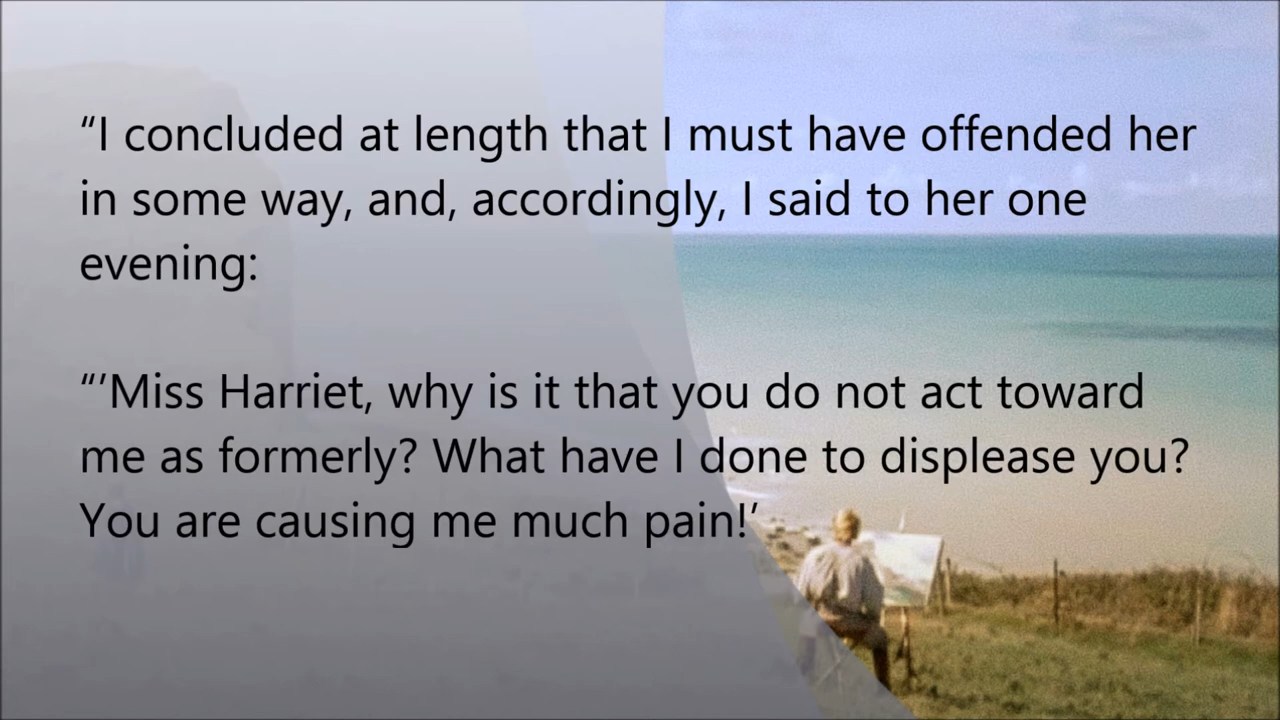 “I concluded at length that I must have offended her
in some way, and, accordingly, I said to her one
evening:
“‘Miss Harriet, why is it that you do not act toward
me as formerly? What have I done to displease you?
You are causing me much pain!’